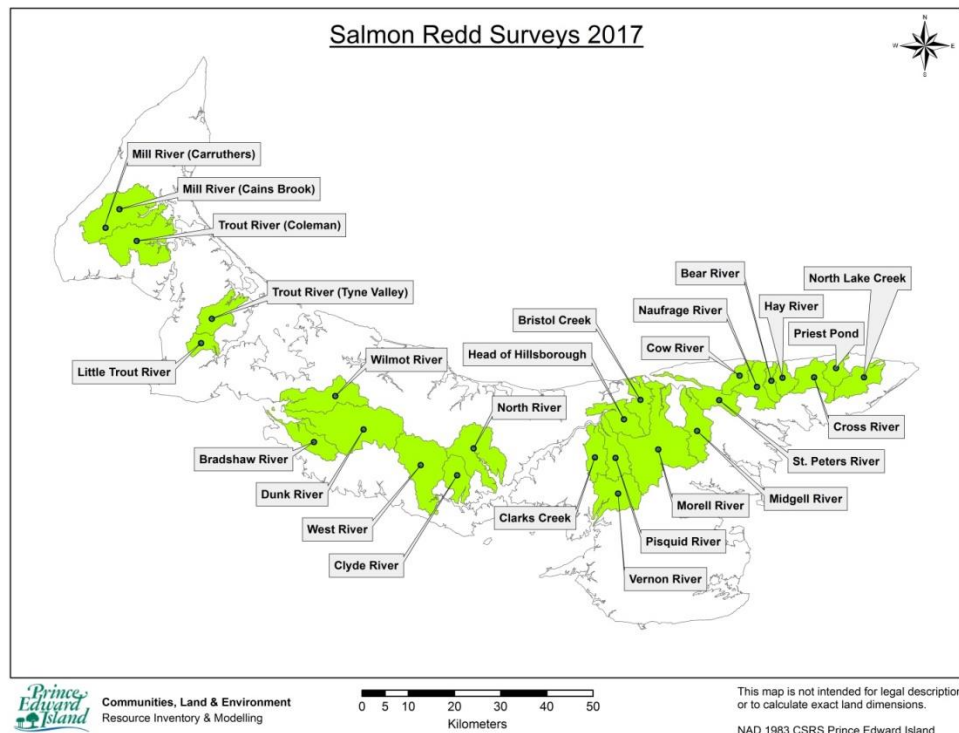 Salmon Redd Surveys 2017
N
W
E
S
Mill River (Carruthers)
Mill River (Cains Brook)
Trout River (Coleman)
Trout River (Tyne Valley)
Little Trout River
Wilmot River
North River
Bradshaw River
Dunk River
West River
Clyde River
Bristol Creek
Head of Hillsborough
Clarks Creek
Bear River
Naufrage River
Cow River
Hay River
North Lake Creek
Priest Pond
Cross River
St. Peters River
Midgell River
Morell River
Pisquid River
Vernon River
Prince
Edward
Island
Communities, Land & Environment
Resource Inventory & Modelling
0 5 10 20 30 40 50
Kilometers
This map is not intended for legal description
or to calculate exact land dimensions.
NAD 1983 CSRS Prince Edward Island